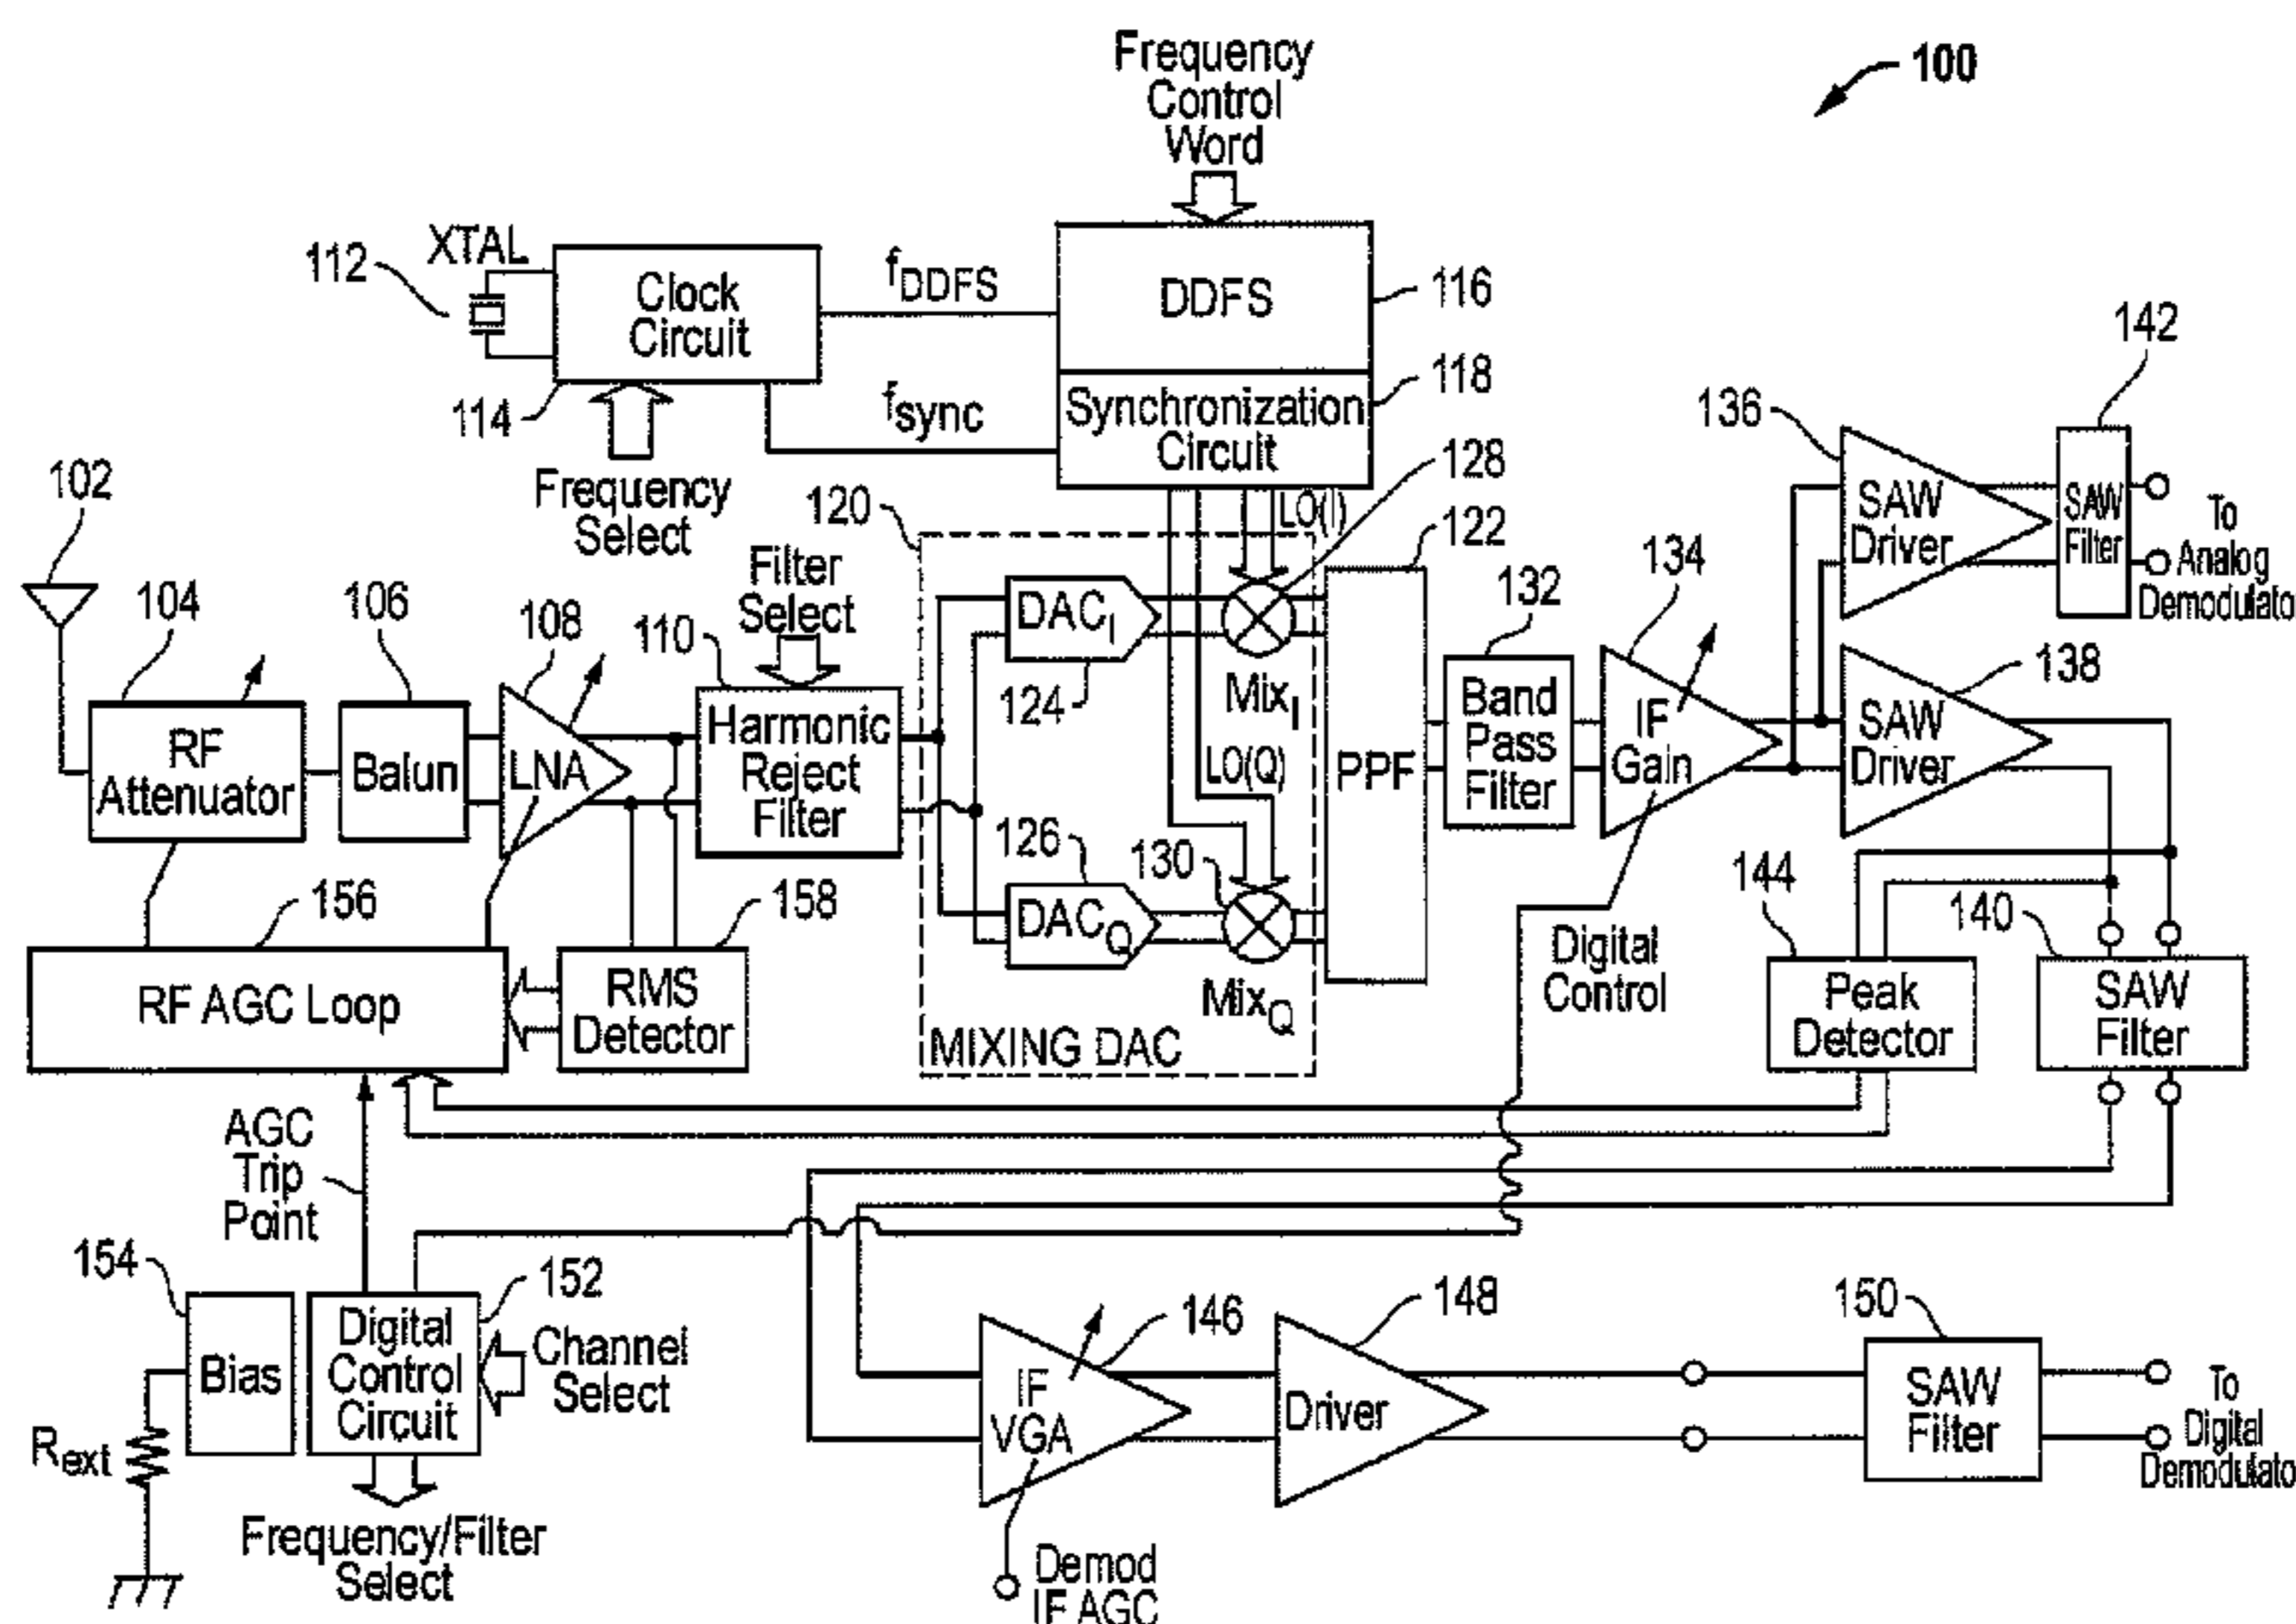 Frequency
Control
Word
100
XTAL
112
Clock
Circuit
114
fDDFS
fsync
DDFS
116
Synchronization
Circuit
118
Frequency
Select
102
104
RF
Attenuator
106
Balun
108
LNA
110
Filter
Select
Harmonic
Reject
Filter
120
DACI
124
DACQ
126
LO(I)
128
MixI
LO(Q)
130
MixQ
MIXING DAC
122
PPF
132
Band
Pass
Filter
134
IF
Gain
Digital
Control
136
SAW
Driver
142
SAW
Filter
To
Analog
Demodulato
138
SAW
Driver
144
Peak
Detector
140
SAW
Filter
156
RF AGC Loop
158
RMS
Detector
AGC
Trip
Point
154
Bias
Rext
152
Digital
Control
Circuit
Channel
Select
Frequency/Filter
Select
146
IF
VGA
Demod
IF AGC
148
Driver
150
SAW
Filter
To
Digital
Demodulato